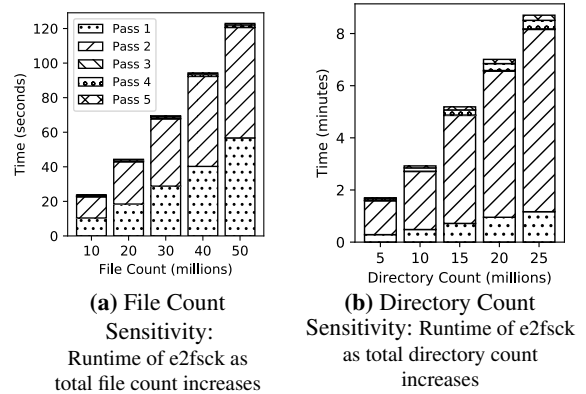 120
100
80
60
40
20
0
Time (seconds)
Pass 1
Pass 2
Pass 3
Pass 4
Pass 5
10 20 30 40 50
File Count (millions)
(a) File Count
Sensitivity:
Runtime of e2fsck as
total file count increases
8
6
4
2
0
Time (minutes)
5 10 15 20 25
Directory Count (millions)
(b) Directory Count
Sensitivity: Runtime of e2fsck
as total directory count
increases